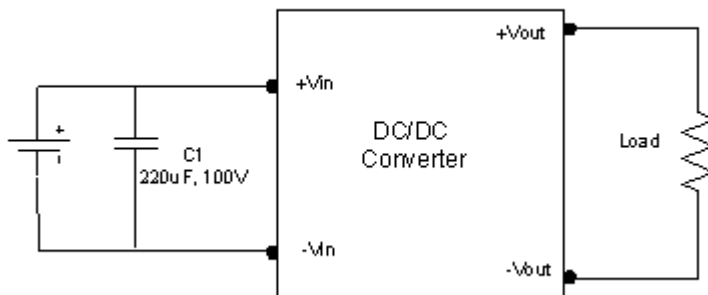 +Vout
+Vin
+
-
C1
220uF, 100V
DC/DC
Converter
Load
-Vin
-Vout